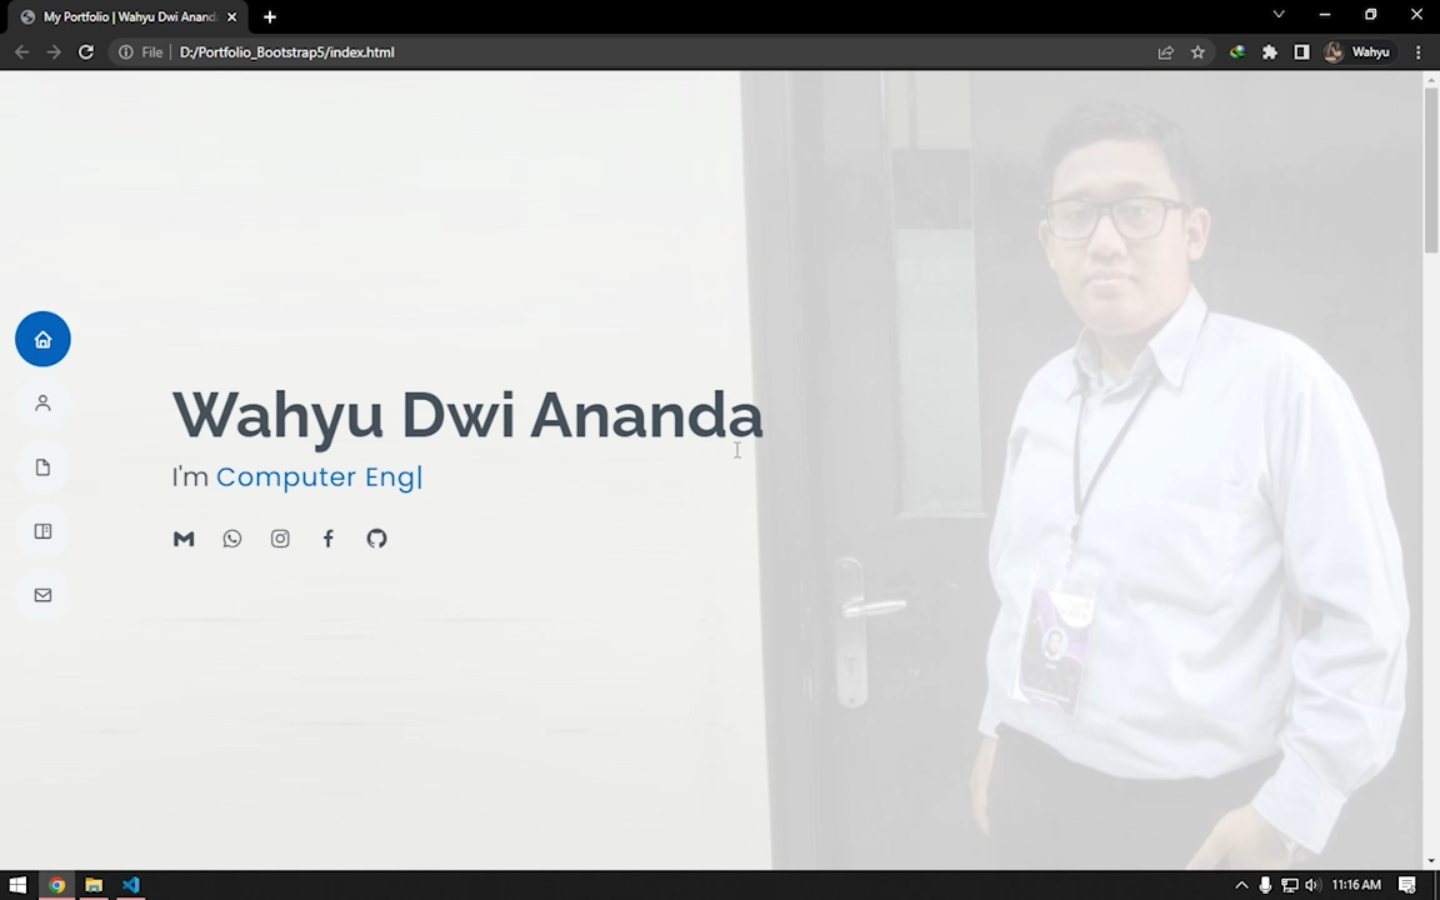 My Portfolio | Wahyu Dwi Anand
File
D:/Portfolio_Bootstrap5/index.html
Wahyu
Wahyu Dwi Ananda
I'm Computer Eng|
11:16 AM